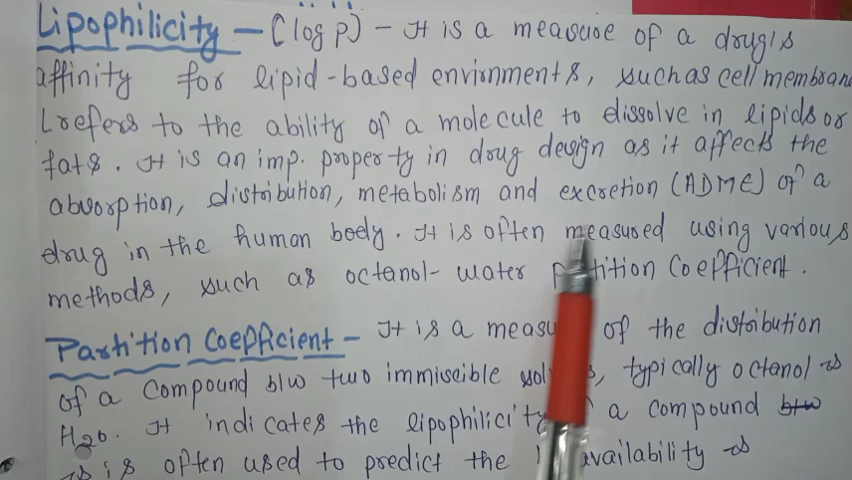 Lipophilicity - (log P) - It is a measure of a drug's
affinity for lipid-based environments, such as cell membrane
refers to the ability of a molecule to dissolve in lipids or
fats. It is an imp. property in drug design as it affects the
absorption, distribution, metabolism and excretion (ADME) of a
drug in the human body. It is often measured using various
methods, such as octanol-water partition Coefficient.
Partition Coefficient - It is a measu of the distribution
of a Compound b/w two immiscible sol s, typically octanol &
H2O. It indicates the lipophilicity a compound b/w
& is often used to predict the availability &